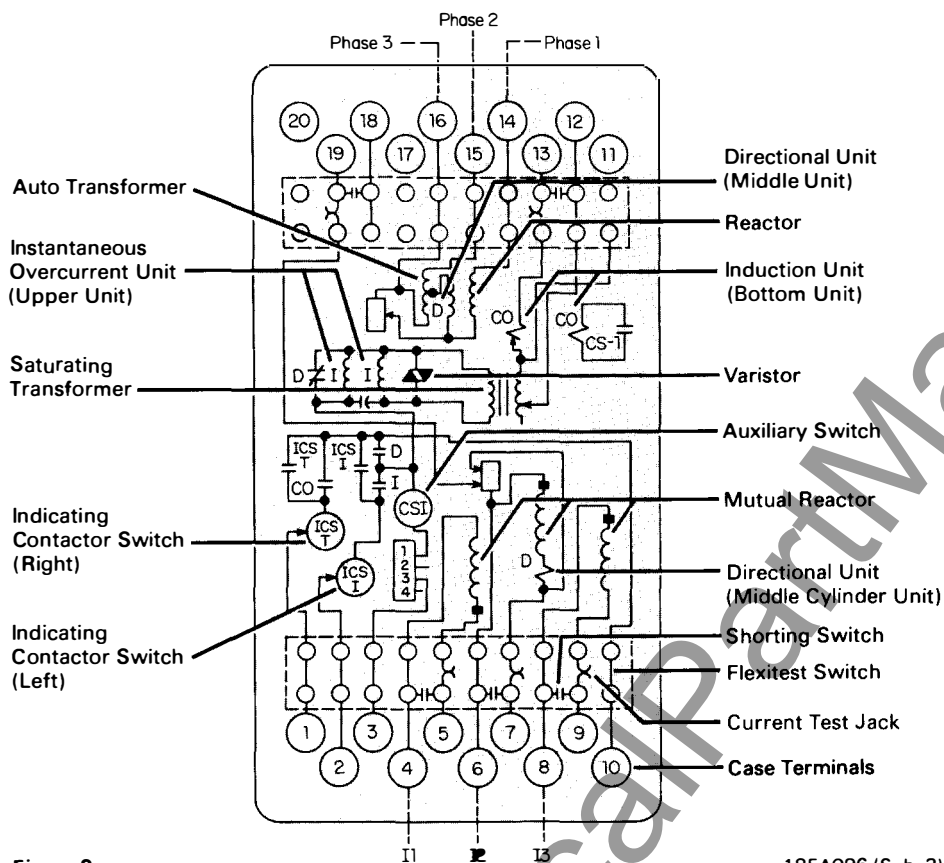 Phase 2
Phase 3
Phase 1
20
18
16
14
12
19
17
15
13
11
Auto Transformer
Instantaneous
Overcurrent Unit
(Upper Unit)
Saturating
Transformer
Indicating
Contactor Switch
(Right)
Indicating
Contactor Switch
(Left)
Directional Unit
(Middle Unit)
Reactor
Induction Unit
(Bottom Unit)
Varistor
Auxiliary Switch
Mutual Reactor
Directional Unit
(Middle Cylinder Unit)
Shorting Switch
Flexitest Switch
Current Test Jack
Case Terminals
D
CO
CO
CS-1
D
I
I
ICS
T
ICS
I
D
I
CO
CSI
ICS
T
ICS
I
1
2
3
4
D
1
3
5
7
9
2
4
6
8
10
I1
I3